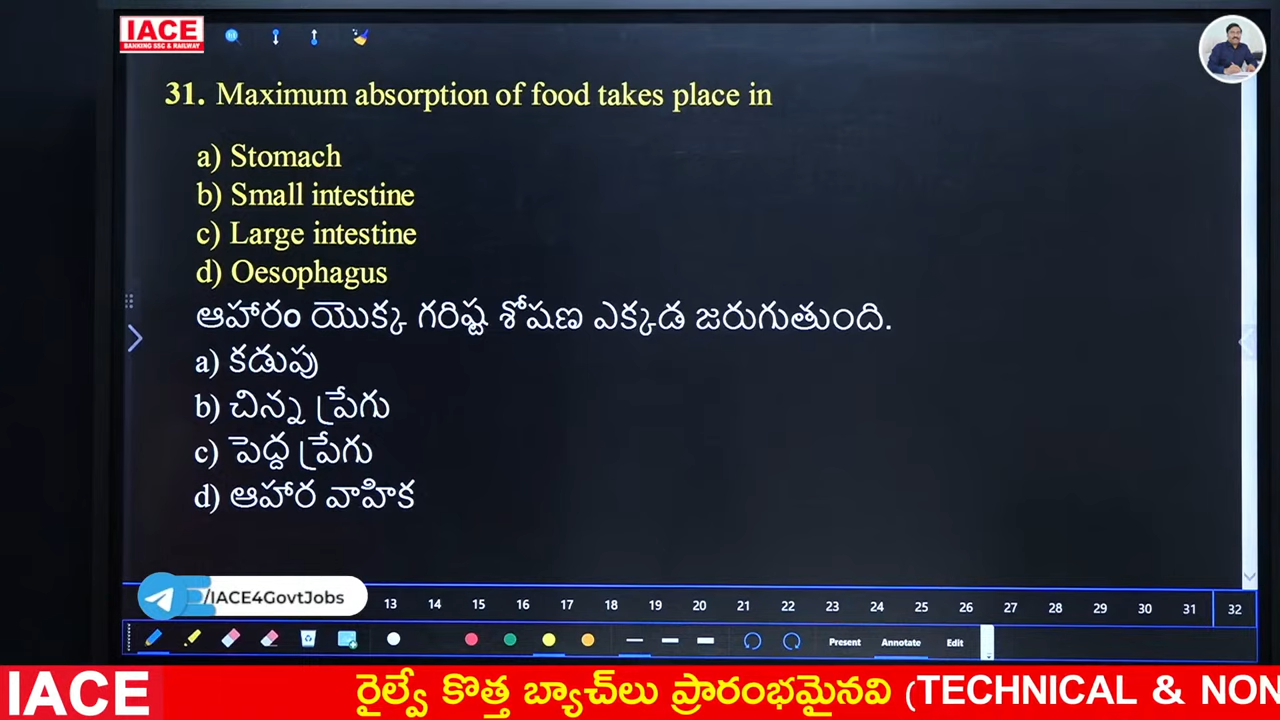 IACE
BANKING SSC & RAILWAY
31. Maximum absorption of food takes place in
a) Stomach
b) Small intestine
c) Large intestine
d) Oesophagus
ఆహారం యొక్క గరిష్ట శోషణ ఎక్కడ జరుగుతుంది.
a) కడుపు
b) చిన్న ప్రేగు
c) పెద్ద ప్రేగు
d) ఆహార వాహిక
/IACE4GovtJobs
13 14 15 16 17 18 19 20 21 22 23 24 25 26 27 28 29 30 31 32
Present Annotate Edit
IACE రైల్వే కొత్త బ్యాచ్‌లు ప్రారంభమైనవి (TECHNICAL & NON